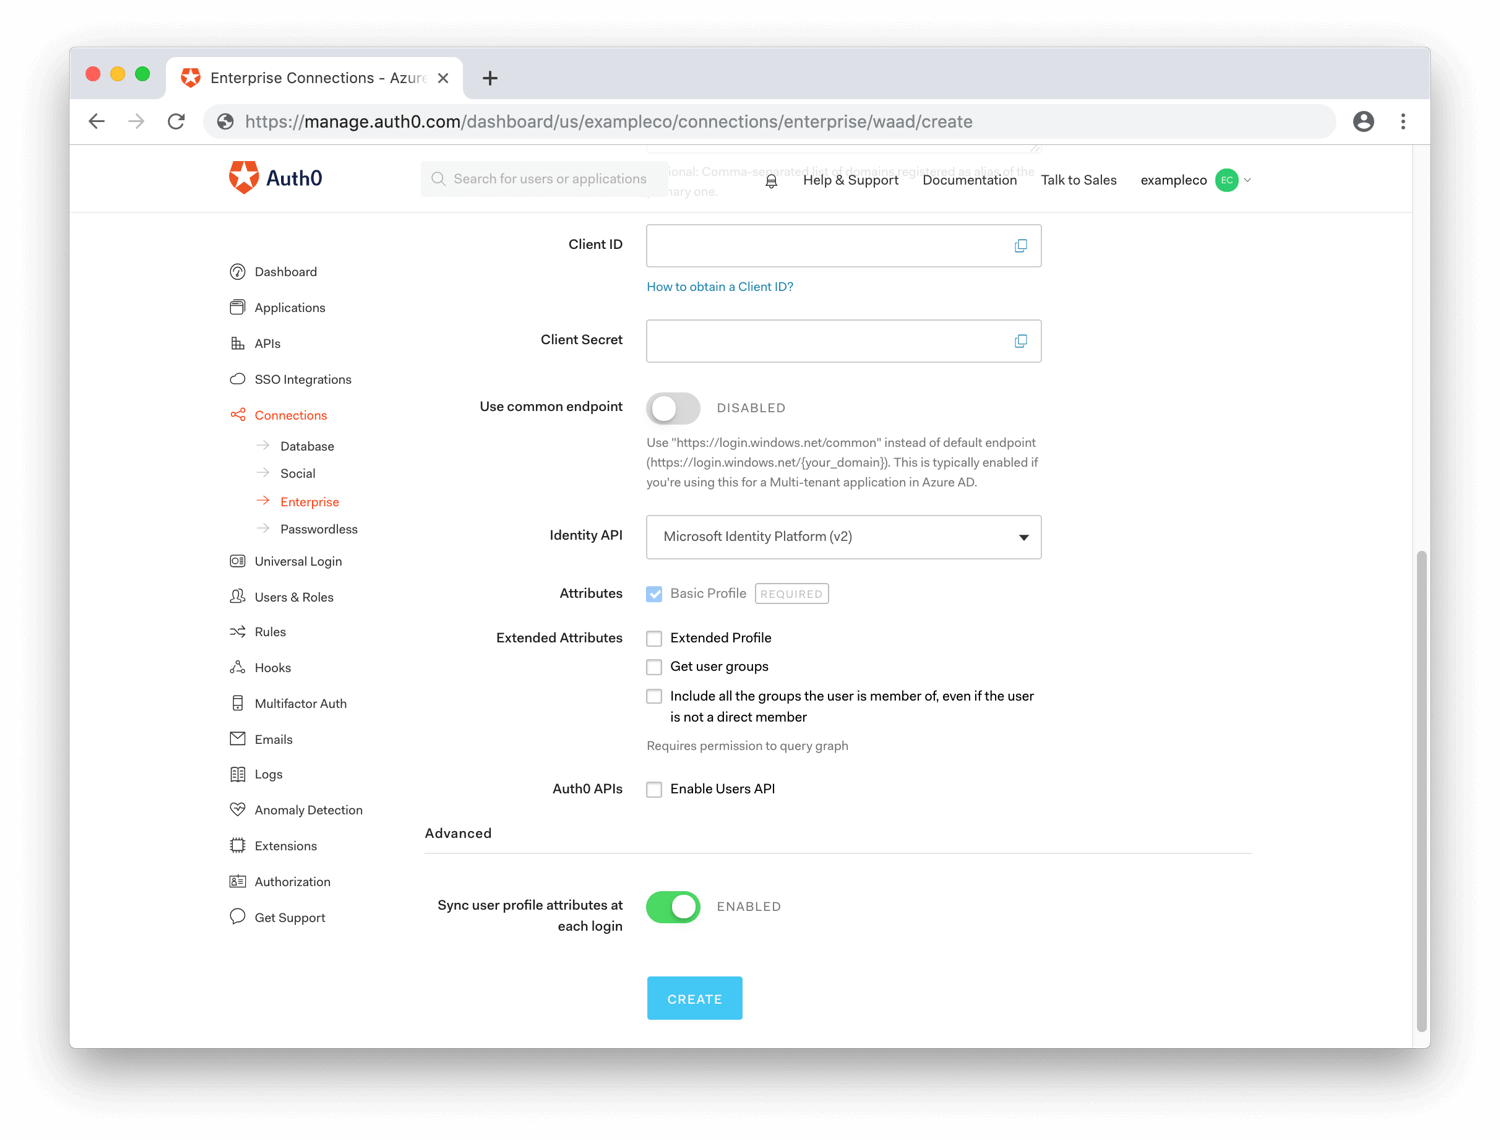 Enterprise Connections - Azure
https://manage.auth0.com/dashboard/us/exampleco/connections/enterprise/waad/create
Auth0
Search for users or applications
Help & Support
Documentation
Talk to Sales
exampleco
EC
Comma-separated list of domains registered as alias of the
one.
Dashboard
Applications
APIs
SSO Integrations
Connections
Database
Social
Enterprise
Passwordless
Universal Login
Users & Roles
Rules
Hooks
Multifactor Auth
Emails
Logs
Anomaly Detection
Extensions
Authorization
Get Support
Client ID
How to obtain a Client ID?
Client Secret
Use common endpoint
DISABLED
Use "https://login.windows.net/common" instead of default endpoint
(https://login.windows.net/{your_domain}). This is typically enabled if
you're using this for a Multi-tenant application in Azure AD.
Identity API
Microsoft Identity Platform (v2)
Attributes
Basic Profile
REQUIRED
Extended Attributes
Extended Profile
Get user groups
Include all the groups the user is member of, even if the user
is not a direct member
Requires permission to query graph
Auth0 APIs
Enable Users API
Advanced
Sync user profile attributes at
each login
ENABLED
CREATE